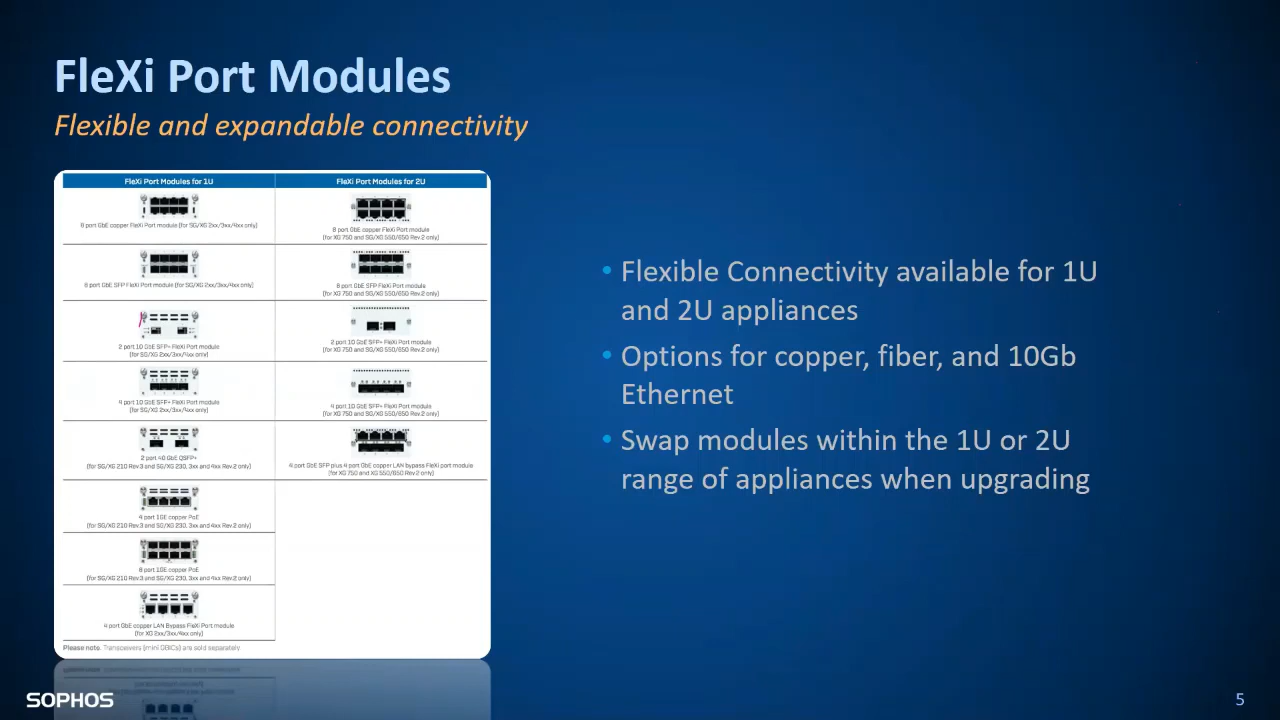 FleXi Port Modules
Flexible and expandable connectivity
FleXi Port Modules for 1U
FleXi Port Modules for 2U
8 port GbE copper FleXi Port module (for SG/XG 2xx/3xx/4xx only)
8 port GbE copper FleXi Port module
(for XG 750 and SG/XG 550/650 Rev.2 only)
8 port GbE SFP FleXi Port module (for SG/XG 2xx/3xx/4xx only)
8 port GbE SFP FleXi Port module
(for XG 750 and SG/XG 550/650 Rev.2 only)
2 port 10 GbE SFP+ FleXi Port module
(for SG/XG 2xx/3xx/4xx only)
2 port 10 GbE SFP+ FleXi Port module
(for XG 750 and SG/XG 550/650 Rev.2 only)
4 port 10 GbE SFP+ FleXi Port module
(for SG/XG 2xx/3xx/4xx only)
4 port 10 GbE SFP+ FleXi Port module
(for XG 750 and SG/XG 550/650 Rev.2 only)
2 port 40 GbE QSFP+
(for SG/XG 210 Rev.3 and SG/XG 230, 3xx and 4xx Rev.2 only)
4 port GbE SFP plus 4 port GbE copper LAN bypass FleXi port module
(for XG 750 and XG 550/650 Rev.2 only)
4 port 1GE copper PoE
(for SG/XG 210 Rev.3 and SG/XG 230, 3xx and 4xx Rev.2 only)
8 port 1GE copper PoE
(for SG/XG 210 Rev.3 and SG/XG 230, 3xx and 4xx Rev.2 only)
4 port GbE copper LAN Bypass FleXi Port module
(for XG 2xx/3xx/4xx only)
Please note: Transceivers (mini GBICs) are sold separately
• Flexible Connectivity available for 1U
and 2U appliances
• Options for copper, fiber, and 10Gb
Ethernet
• Swap modules within the 1U or 2U
range of appliances when upgrading
SOPHOS
5